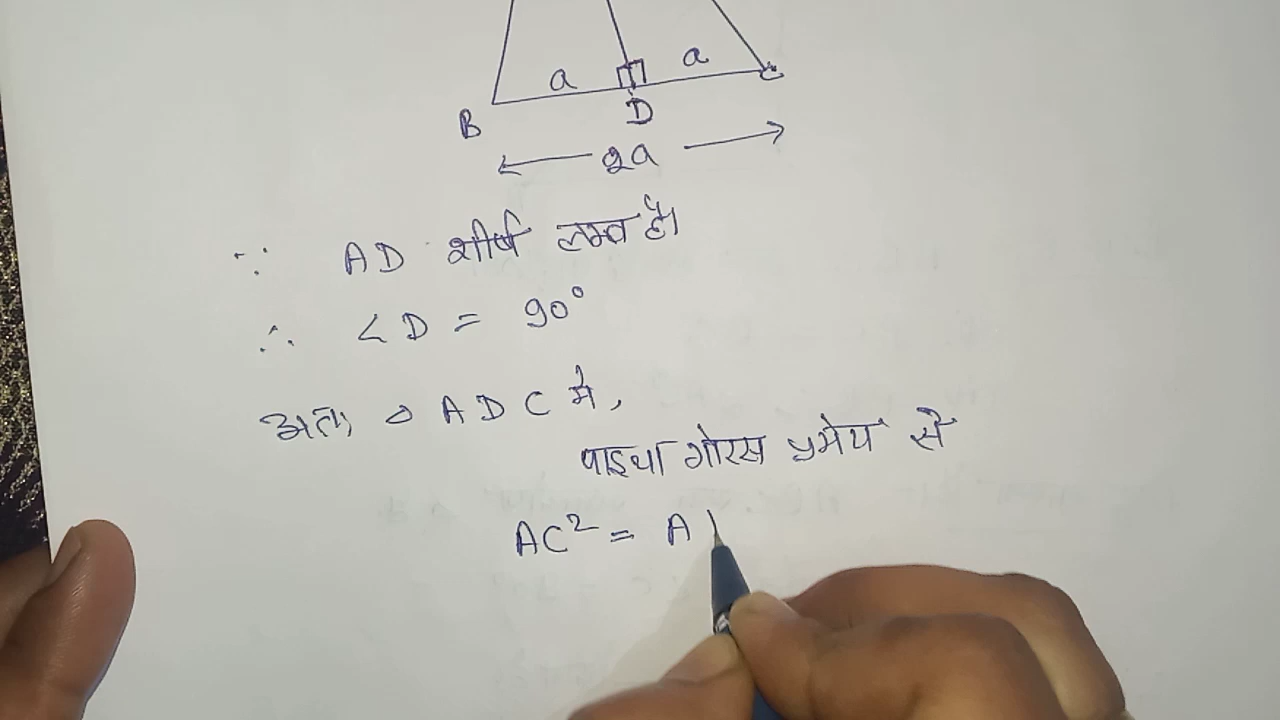 a a
B D C
2a
∵ AD शीर्ष लम्ब है।
∴ ∠D = 90°
अतः △ ADC में,
पाइथागोरस प्रमेय से
AC² = A